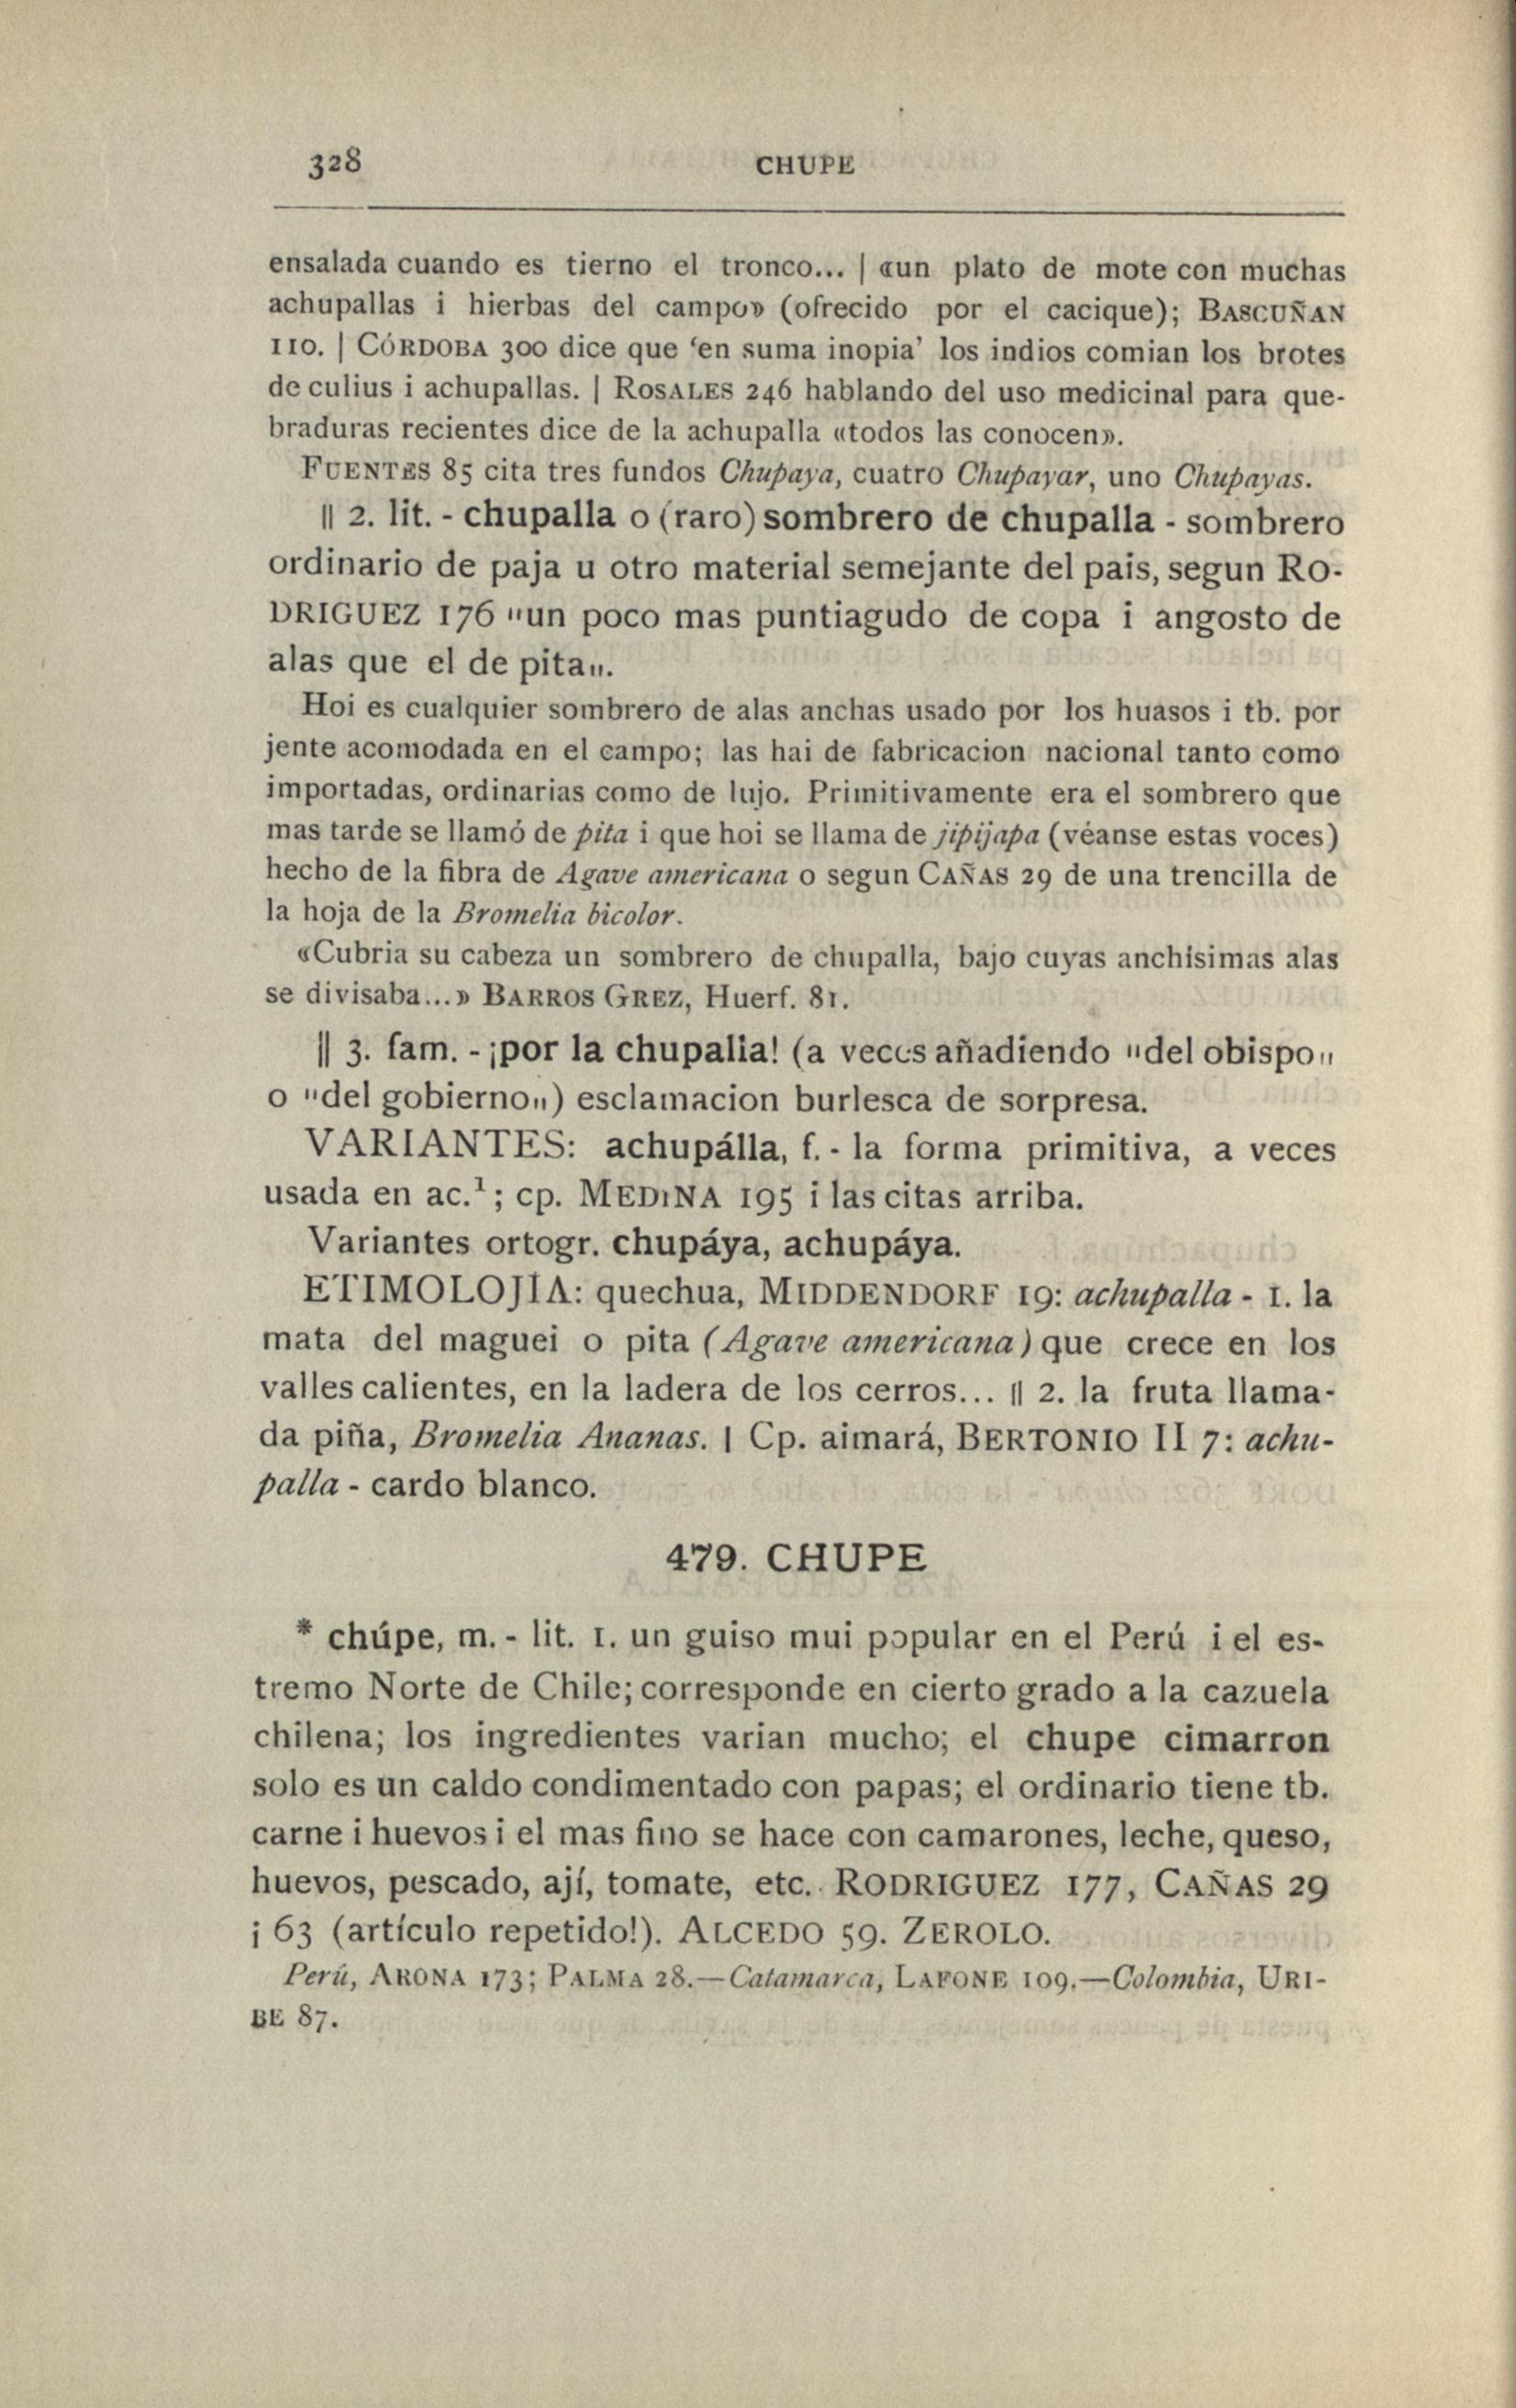 328
CHUPE
ensalada cuando es tierno el tronco... | «un plato de mote con muchas
achupallas i hierbas del campo» (ofrecido por el cacique); BASCUÑAN
110. | CÓRDOBA 300 dice que ‘en suma inopia’ los indios comian los brotes
de culius i achupallas. | ROSALES 246 hablando del uso medicinal para que-
braduras recientes dice de la achupalla «todos las conocen».
FUENTES 85 cita tres fundos Chupaya, cuatro Chupayar, uno Chupayas.
|| 2. lit. - chupalla o (raro) sombrero de chupalla - sombrero
ordinario de paja u otro material semejante del pais, segun RO-
DRIGUEZ 176 "un poco mas puntiagudo de copa i angosto de
alas que el de pita".
Hoi es cualquier sombrero de alas anchas usado por los huasos i tb. por
jente acomodada en el campo; las hai de fabricacion nacional tanto como
importadas, ordinarias como de lujo. Primitivamente era el sombrero que
mas tarde se llamó de pita i que hoi se llama de jipijapa (véanse estas voces)
hecho de la fibra de Agave americana o segun CAÑAS 29 de una trencilla de
la hoja de la Bromelia bicolor.
«Cubria su cabeza un sombrero de chupalla, bajo cuyas anchísimas alas
se divisaba...» BARROS GREZ, Huerf. 81.
|| 3. fam. - ¡por la chupalla! (a veces añadiendo "del obispo"
o "del gobierno") esclamacion burlesca de sorpresa.
VARIANTES: achupálla, f. - la forma primitiva, a veces
usada en ac.¹; cp. MEDINA 195 i las citas arriba.
Variantes ortogr. chupáya, achupáya.
ETIMOLOJÍA: quechua, MIDDENDORF 19: achupalla - 1. la
mata del maguei o pita (Agave americana) que crece en los
valles calientes, en la ladera de los cerros... || 2. la fruta llama-
da piña, Bromelia Ananas. | Cp. aimará, BERTONIO II 7: achu-
palla - cardo blanco.
479. CHUPE
* chúpe, m. - lit. 1. un guiso mui popular en el Perú i el es-
tremo Norte de Chile; corresponde en cierto grado a la cazuela
chilena; los ingredientes varian mucho; el chupe cimarron
solo es un caldo condimentado con papas; el ordinario tiene tb.
carne i huevos i el mas fino se hace con camarones, leche, queso,
huevos, pescado, ají, tomate, etc. RODRIGUEZ 177, CAÑAS 29
i 63 (artículo repetido!). ALCEDO 59. ZEROLO.
Perú, ARONA 173; PALMA 28.—Catamarca, LAFONE 109.—Colombia, URI-
BE 87.